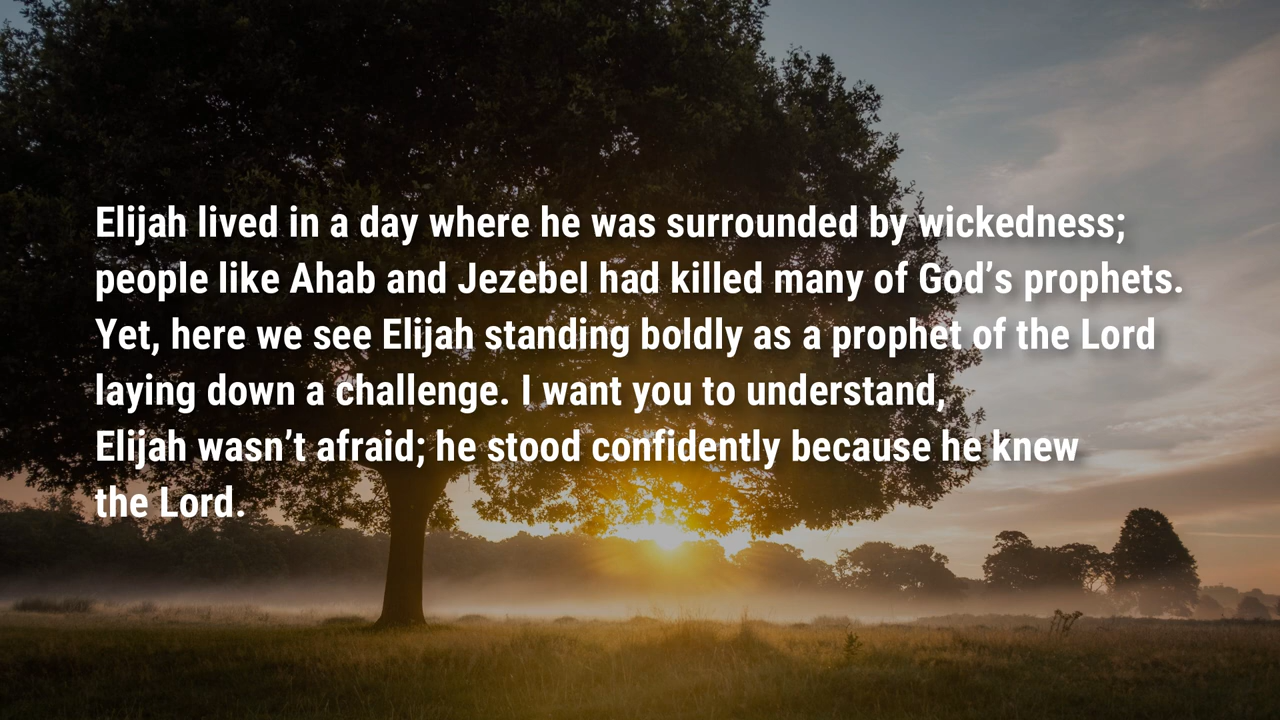 Elijah lived in a day where he was surrounded by wickedness;
people like Ahab and Jezebel had killed many of God’s prophets.
Yet, here we see Elijah standing boldly as a prophet of the Lord
laying down a challenge. I want you to understand,
Elijah wasn’t afraid; he stood confidently because he knew
the Lord.